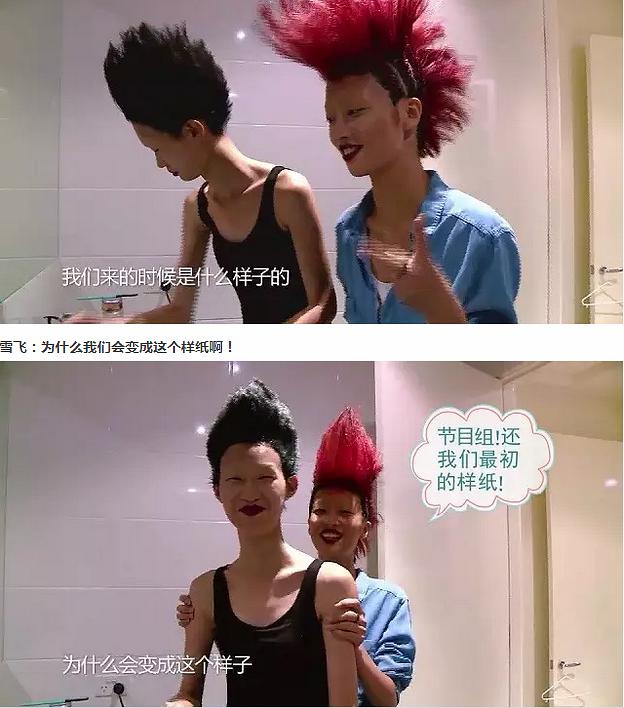 我们来的时候是什么样子的
雪飞：为什么我们会变成这个样纸啊！
节目组！还
我们最初
的样纸！
为什么会变成这个样子